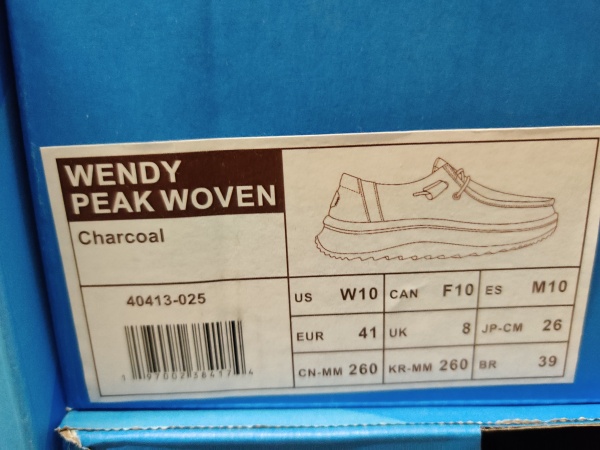 WENDY
PEAK WOVEN
Charcoal
40413-025
US W10 CAN F10 ES M10
EUR 41 UK 8 JP-CM 26
CN-MM 260 KR-MM 260 BR 39